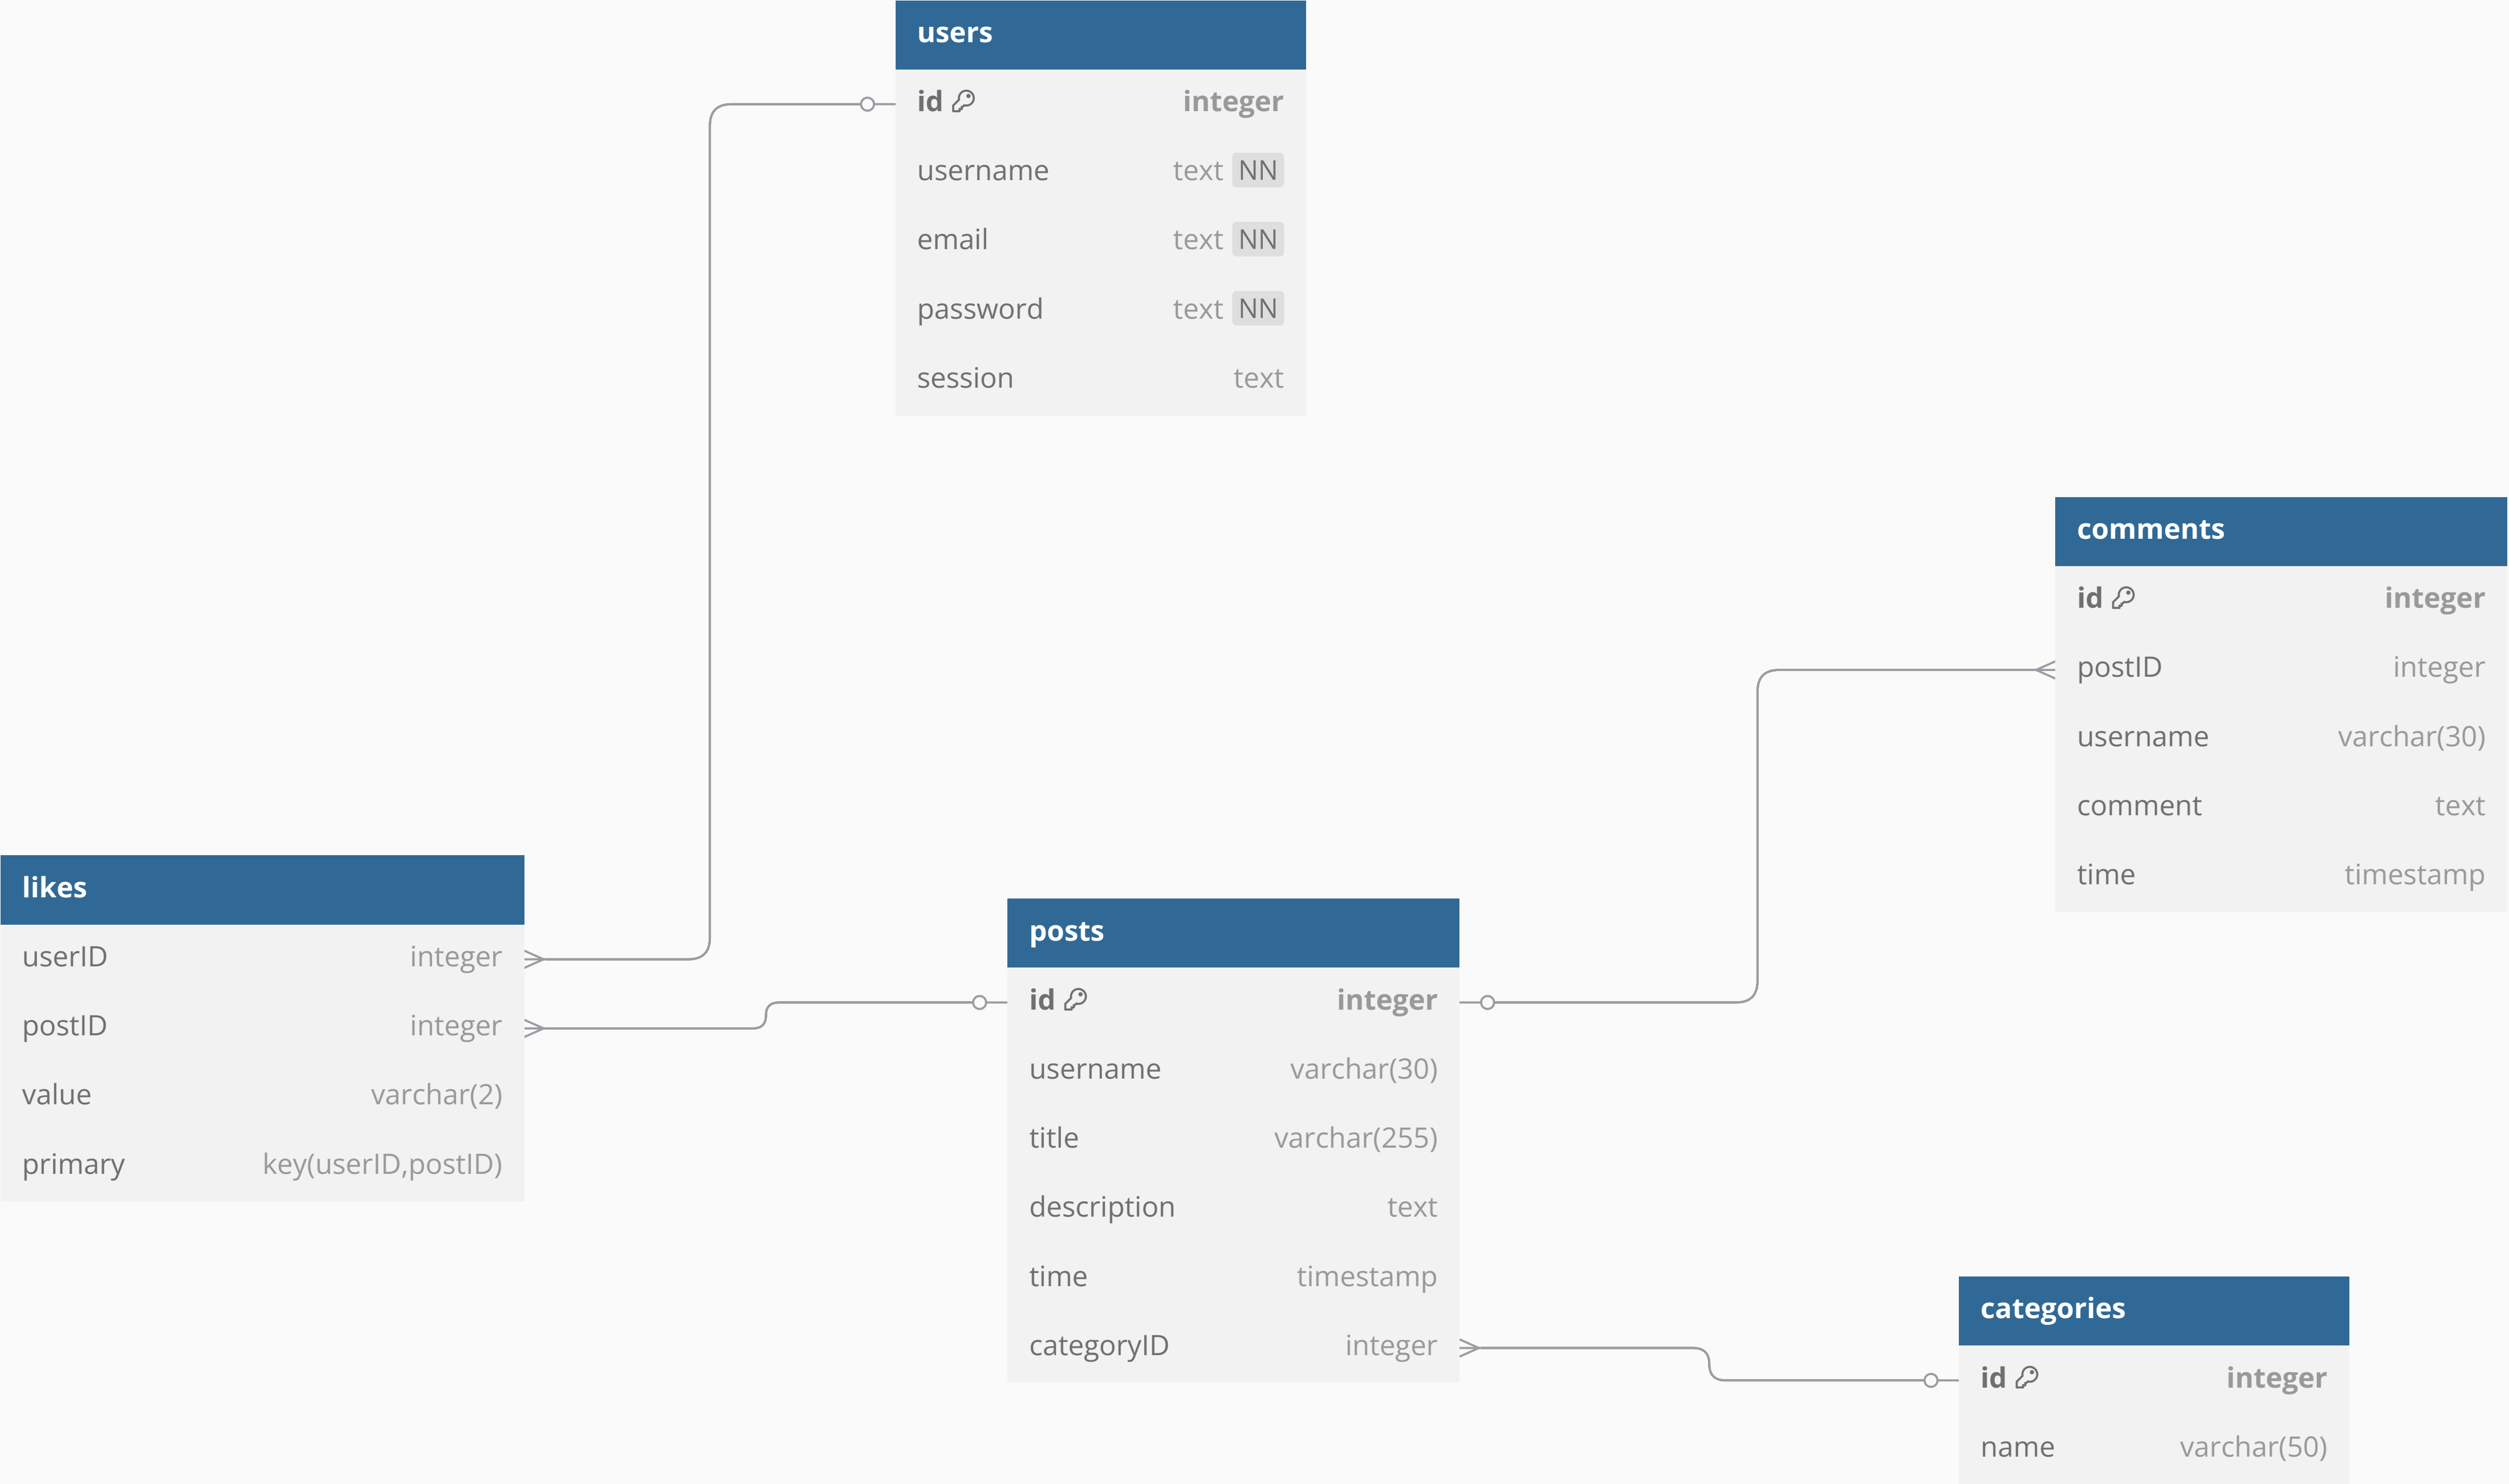 users
id integer
username text NN
email text NN
password text NN
session text
comments
id integer
postID integer
username varchar(30)
comment text
time timestamp
likes
userID integer
postID integer
value varchar(2)
primary key(userID,postID)
posts
id integer
username varchar(30)
title varchar(255)
description text
time timestamp
categoryID integer
categories
id integer
name varchar(50)